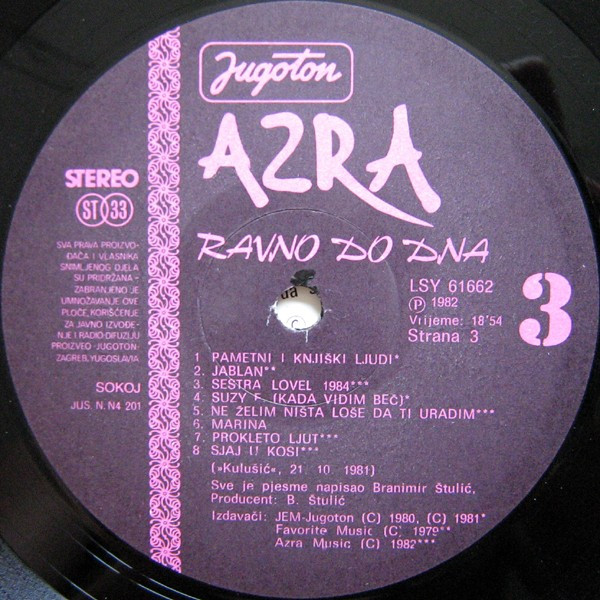 Jugoton
AZRA
RAVNO DO DNA
STEREO
ST 33
SVA PRAVA PROIZVO-
ĐAČA I VLASNIKA
SNIMLJENOG DJELA
SU PRIDRŽANA -
ZABRANJENO JE
UMNOŽAVANJE OVE
PLOČE, KORIŠĆENJE
ZA JAVNO IZVOĐE-
NJE I RADIO-DIFUZIJU
PROIZVEO -JUGOTON-
ZAGREB, YUGOSLAVIA
SOKOJ
JUS. N. N4 201
LSY 61662
Ⓟ 1982
Vrijeme: 18'54
Strana 3
3
1 PAMETNI I KNJIŠKI LJUDI*
2. JABLAN**
3. SEŠTRA LOVEL 1984***
4. SUZY F. (KADA VIDIM BEČ)*
5. NE ŽELIM NIŠTA LOŠE DA TI URADIM***
6. MARINA
7. PROKLETO LJUT***
8 SJAJ U KOSI***
(»Kulušić«, 21. 10. 1981)
Sve je pjesme napisao Branimir Štulić,
Producent: B. Štulić
Izdavači: JEM-Jugoton (C) 1980, (C) 1981*
Favorite Music (C) 1979**
Azra Music (C) 1982***